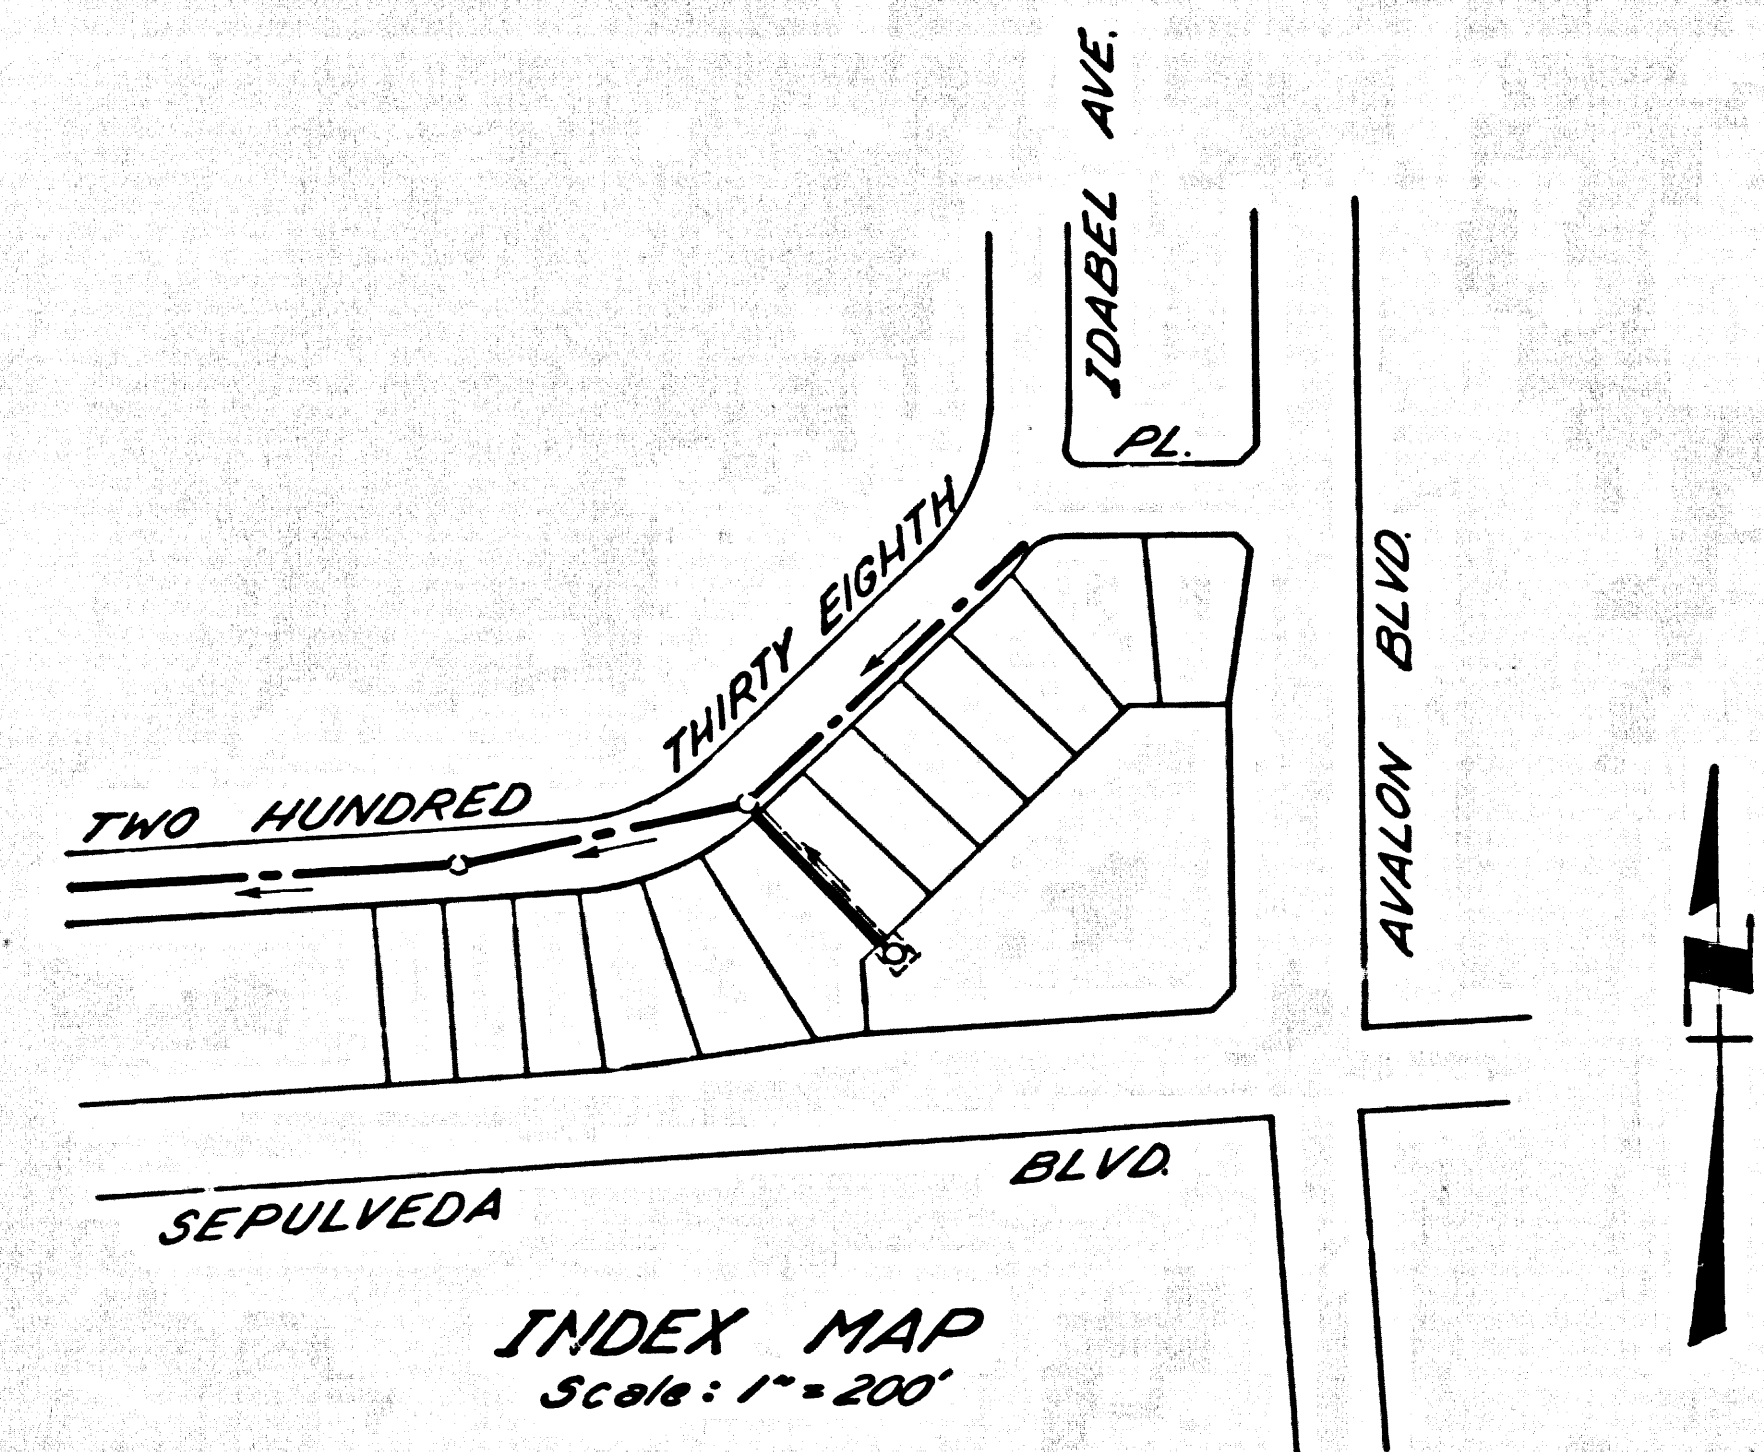 IDABEL AVE.
TWO HUNDRED THIRTY EIGHTH PL.
AVALON BLVD.
SEPULVEDA BLVD.
N
INDEX MAP
Scale: 1"=200'